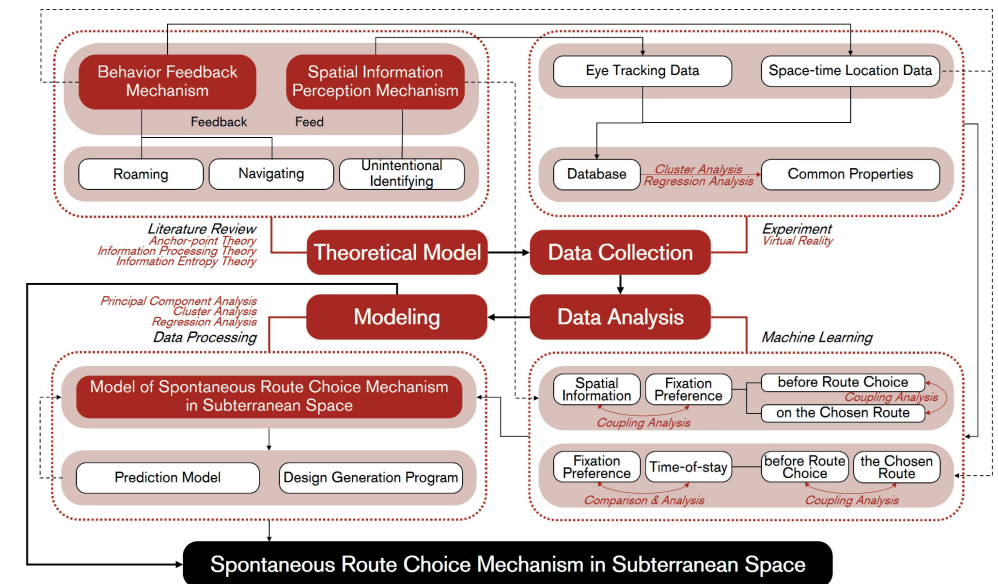 Behavior Feedback
Mechanism
Spatial Information
Perception Mechanism
Feedback
Feed
Roaming
Navigating
Unintentional
Identifying
Eye Tracking Data
Space-time Location Data
Database
Cluster Analysis
Regression Analysis
Common Properties
Literature Review
Anchor-point Theory
Information Processing Theory
Information Entropy Theory
Theoretical Model
Data Collection
Experiment
Virtual Reality
Principal Component Analysis
Cluster Analysis
Regression Analysis
Data Processing
Modeling
Data Analysis
Machine Learning
Model of Spontaneous Route Choice Mechanism
in Subterranean Space
Prediction Model
Design Generation Program
Spatial
Information
Fixation
Preference
Coupling Analysis
before Route Choice
Coupling Analysis
on the Chosen Route
Fixation
Preference
Time-of-stay
Comparison & Analysis
before Route
Choice
the Chosen
Route
Coupling Analysis
Spontaneous Route Choice Mechanism in Subterranean Space